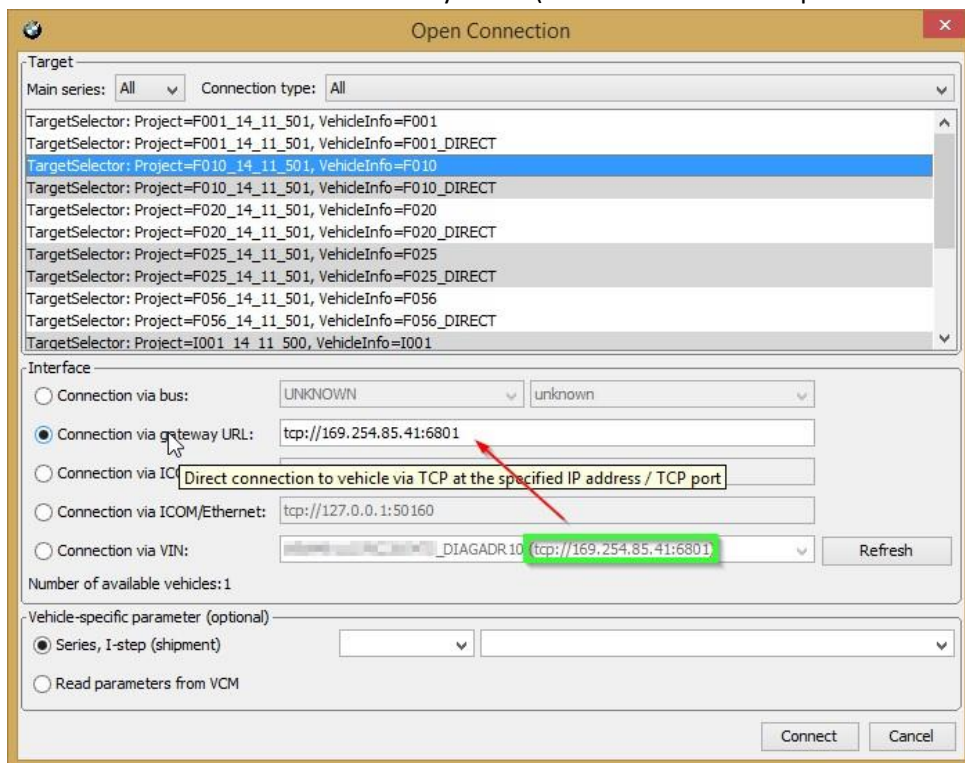 Open Connection
Target
Main series: All Connection type: All
TargetSelector: Project=F001_14_11_501, VehicleInfo=F001
TargetSelector: Project=F001_14_11_501, VehicleInfo=F001_DIRECT
TargetSelector: Project=F010_14_11_501, VehicleInfo=F010
TargetSelector: Project=F010_14_11_501, VehicleInfo=F010_DIRECT
TargetSelector: Project=F020_14_11_501, VehicleInfo=F020
TargetSelector: Project=F020_14_11_501, VehicleInfo=F020_DIRECT
TargetSelector: Project=F025_14_11_501, VehicleInfo=F025
TargetSelector: Project=F025_14_11_501, VehicleInfo=F025_DIRECT
TargetSelector: Project=F056_14_11_501, VehicleInfo=F056
TargetSelector: Project=F056_14_11_501, VehicleInfo=F056_DIRECT
TargetSelector: Project=I001_14_11_500, VehicleInfo=I001
Interface
Connection via bus: UNKNOWN unknown
Connection via gateway URL: tcp://169.254.85.41:6801
Connection via
Direct connection to vehicle via TCP at the specified IP address / TCP port
Connection via ICOM/Ethernet: tcp://127.0.0.1:50160
Connection via VIN: _DIAGADR10 (tcp://169.254.85.41:6801) Refresh
Number of available vehicles:1
Vehicle-specific parameter (optional)
Series, I-step (shipment)
Read parameters from VCM
Connect Cancel